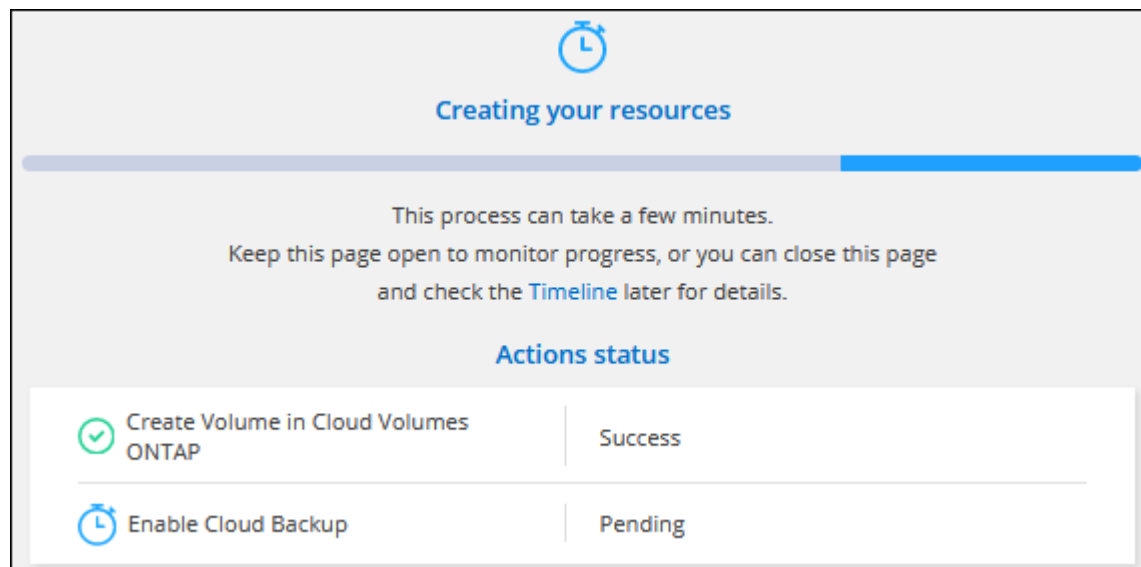 Creating your resources
This process can take a few minutes.
Keep this page open to monitor progress, or you can close this page
and check the Timeline later for details.
Actions status
Create Volume in Cloud Volumes
ONTAP
Success
Enable Cloud Backup
Pending